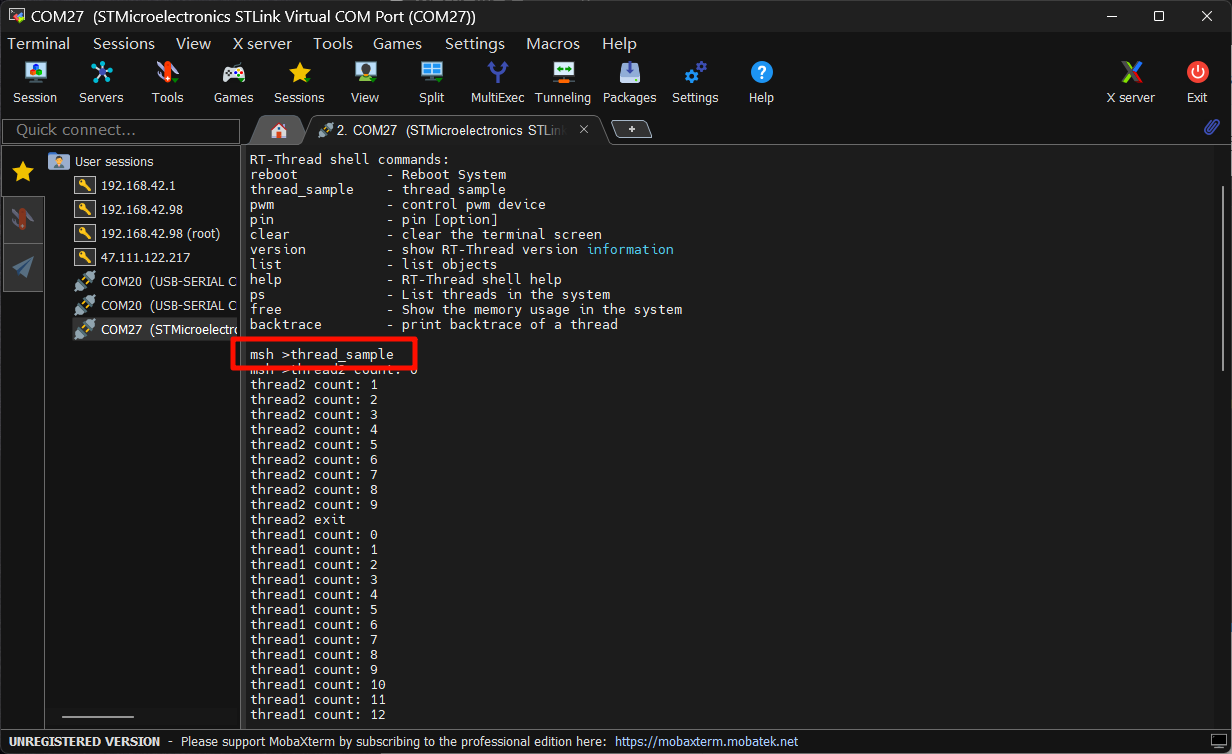 COM27  (STMicroelectronics STLink Virtual COM Port (COM27))
Terminal Sessions View X server Tools Games Settings Macros Help
Session Servers Tools Games Sessions View Split MultiExec Tunneling Packages Settings Help X server Exit
Quick connect...
2. COM27  (STMicroelectronics STLin
User sessions
192.168.42.1
192.168.42.98
192.168.42.98 (root)
47.111.122.217
COM20  (USB-SERIAL C
COM20  (USB-SERIAL C
COM27  (STMicroelectro
RT-Thread shell commands:
reboot           - Reboot System
thread_sample    - thread sample
pwm              - control pwm device
pin              - pin [option]
clear            - clear the terminal screen
version          - show RT-Thread version information
list             - list objects
help             - RT-Thread shell help
ps               - List threads in the system
free             - Show the memory usage in the system
backtrace        - print backtrace of a thread
msh >thread_sample
msh >thread2 count: 0
thread2 count: 1
thread2 count: 2
thread2 count: 3
thread2 count: 4
thread2 count: 5
thread2 count: 6
thread2 count: 7
thread2 count: 8
thread2 count: 9
thread2 exit
thread1 count: 0
thread1 count: 1
thread1 count: 2
thread1 count: 3
thread1 count: 4
thread1 count: 5
thread1 count: 6
thread1 count: 7
thread1 count: 8
thread1 count: 9
thread1 count: 10
thread1 count: 11
thread1 count: 12
UNREGISTERED VERSION  -  Please support MobaXterm by subscribing to the professional edition here:  https://mobaxterm.mobatek.net